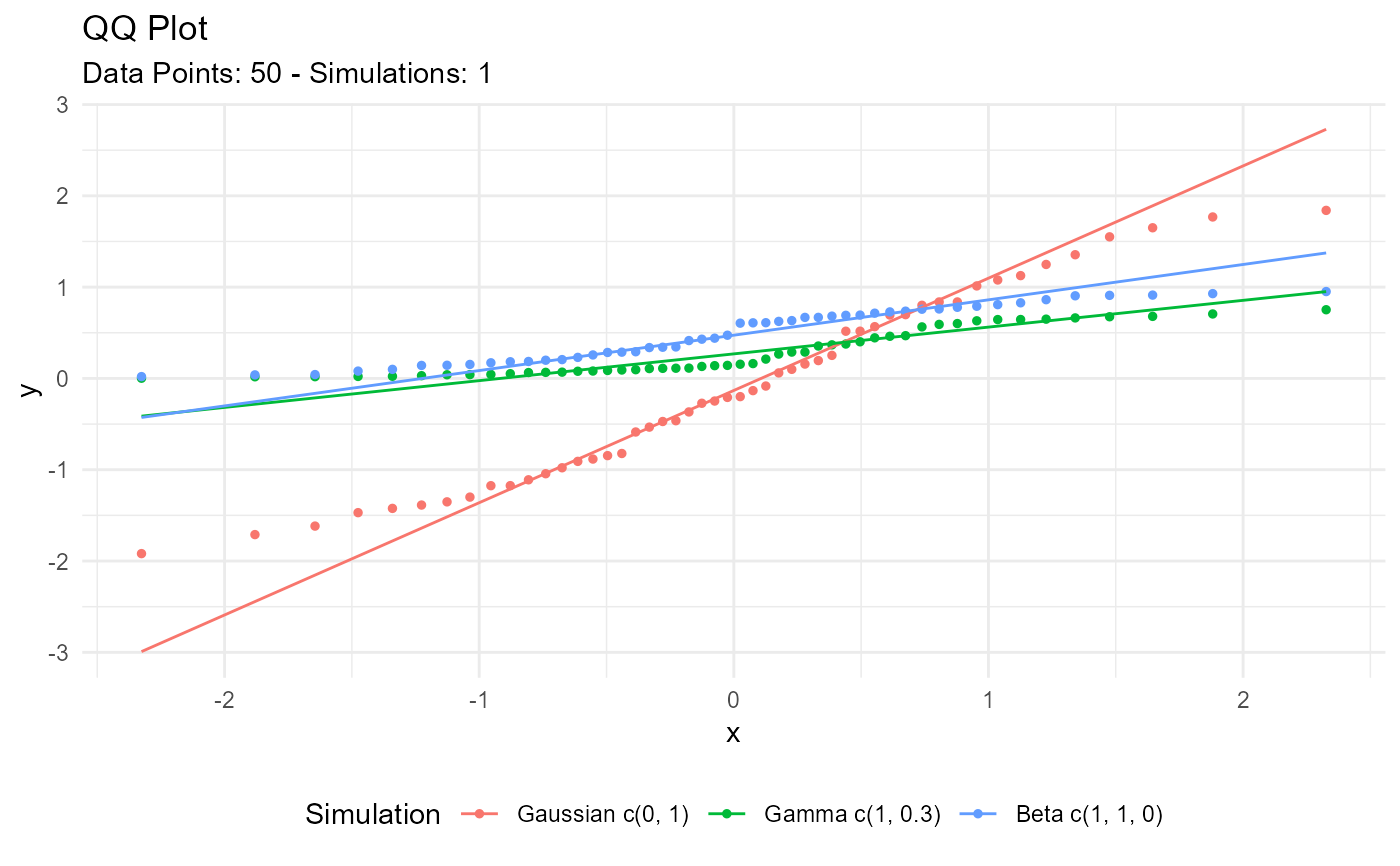 QQ Plot
Data Points: 50 - Simulations: 1
3
2
1
0
-1
-2
-3
y
-2 -1 0 1 2
x
Simulation Gaussian c(0, 1) Gamma c(1, 0.3) Beta c(1, 1, 0)